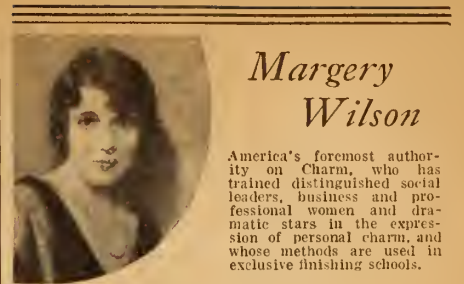 Margery
Wilson
America's foremost author-
ity on Charm, who has
trained distinguished social
leaders, business and pro-
fessional women and dra-
matic stars in the expres-
sion of personal charm, and
whose methods are used in
exclusive finishing schools.